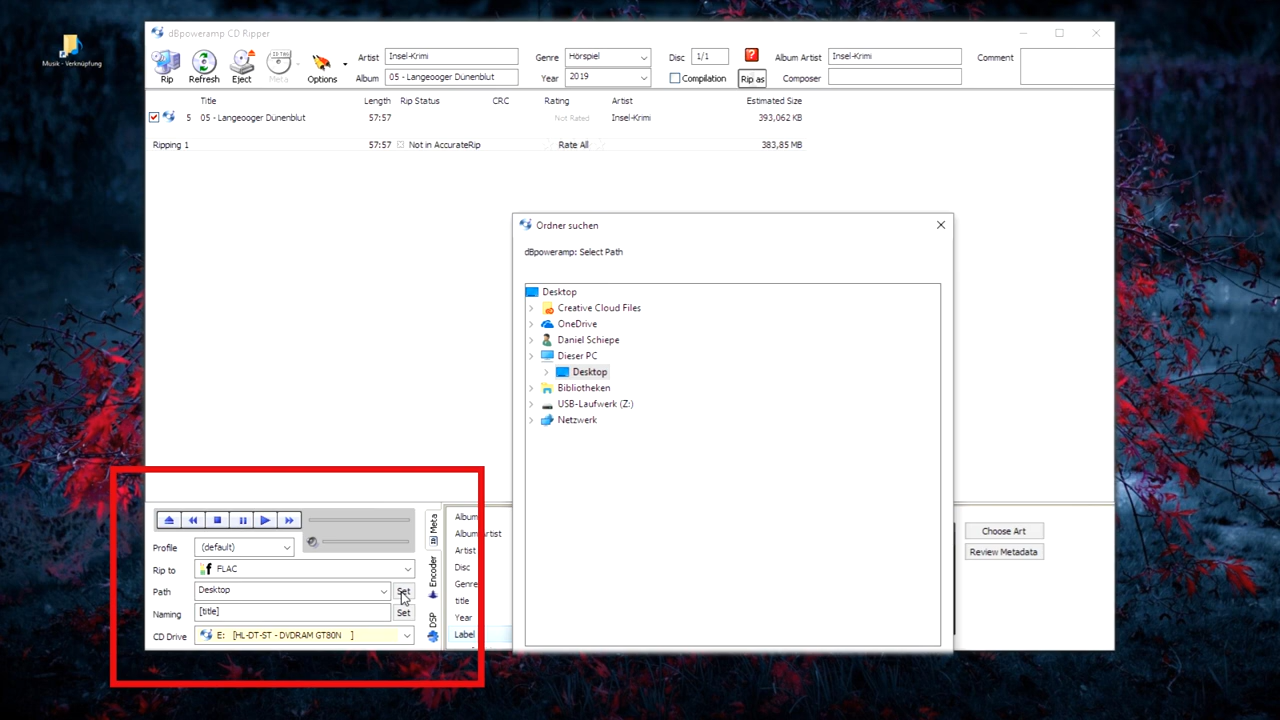 Musik - Verknüpfung
dBpoweramp CD Ripper
Rip
Refresh
Eject
ID TAG
Meta
Options
Artist Insel-Krimi
Album 05 - Langeooger Dünenblut
Genre Hörspiel
Year 2019
Disc 1/1
Compilation
?
Rip as
Album Artist Insel-Krimi
Composer
Comment
Title Length Rip Status CRC Rating Artist Estimated Size
5 05 - Langeooger Dünenblut 57:57 Not Rated Insel-Krimi 393,062 KB
Ripping 1 57:57 Not in AccurateRip Rate All 383,85 MB
Ordner suchen
dBpoweramp: Select Path
Desktop
Creative Cloud Files
OneDrive
Daniel Schiepe
Dieser PC
Desktop
Bibliotheken
USB-Laufwerk (Z:)
Netzwerk
Profile (default)
Rip to FLAC
Path Desktop Set
Naming [title] Set
CD Drive E: [HL-DT-ST - DVDRAM GT80N ]
Meta
Encoder
DSP
Album
Album Artist
Artist
Disc
Genre
title
Year
Label
Choose Art
Review Metadata